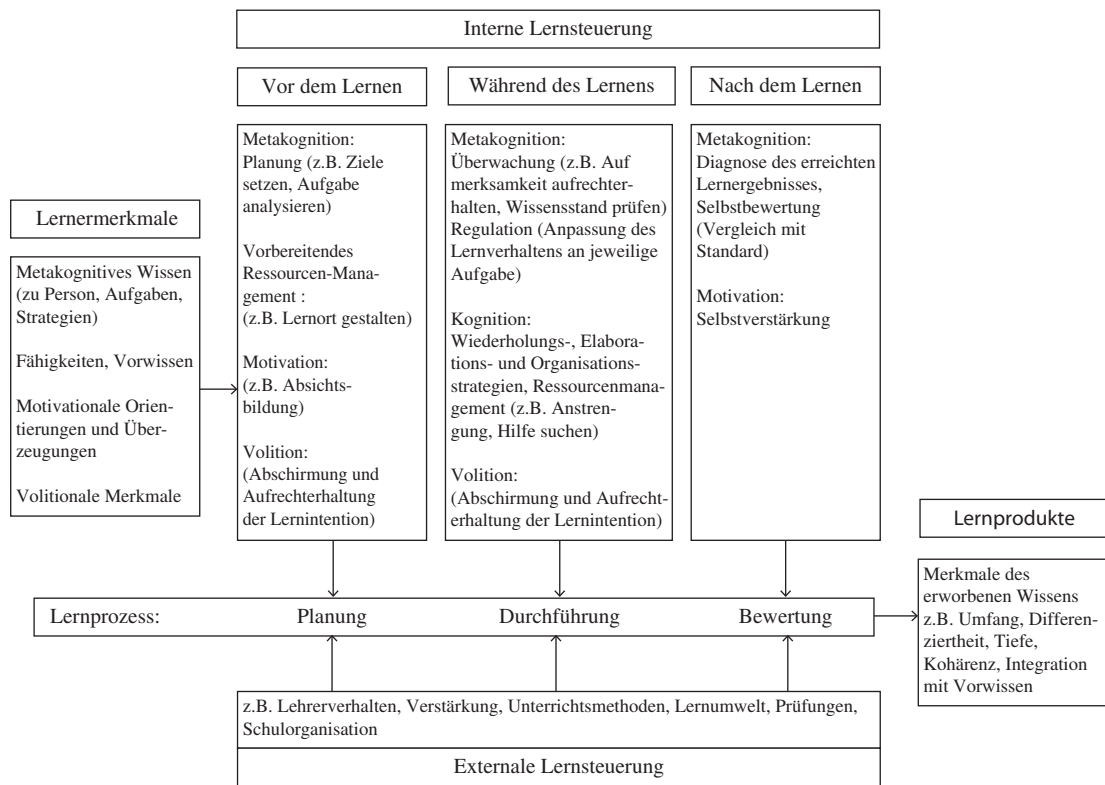 Interne Lernsteuerung
Vor dem Lernen
Während des Lernens
Nach dem Lernen
Lernermerkmale
Metakognitives Wissen
(zu Person, Aufgaben,
Strategien)
Fähigkeiten, Vorwissen
Motivationale Orien-
tierungen und Über-
zeugungen
Volitionale Merkmale
Metakognition:
Planung (z.B. Ziele
setzen, Aufgabe
analysieren)
Vorbereitendes
Ressourcen-Mana-
gement :
(z.B. Lernort gestalten)
Motivation:
(z.B. Absichts-
bildung)
Volition:
(Abschirmung und
Aufrechterhaltung
der Lernintention)
Metakognition:
Überwachung (z.B. Auf
merksamkeit aufrechter-
halten, Wissensstand prüfen)
Regulation (Anpassung des
Lernverhaltens an jeweilige
Aufgabe)
Kognition:
Wiederholungs-, Elabora-
tions- und Organisations-
strategien, Ressourcenmana-
gement (z.B. Anstren-
gung, Hilfe suchen)
Volition:
(Abschirmung und Aufrecht-
erhaltung der Lernintention)
Metakognition:
Diagnose des erreichten
Lernergebnisses,
Selbstbewertung
(Vergleich mit
Standard)
Motivation:
Selbstverstärkung
Lernprozess: Planung Durchführung Bewertung
Lernprodukte
Merkmale des
erworbenen Wissens
z.B. Umfang, Differen-
ziertheit, Tiefe,
Kohärenz, Integration
mit Vorwissen
z.B. Lehrerverhalten, Verstärkung, Unterrichtsmethoden, Lernumwelt, Prüfungen,
Schulorganisation
Externale Lernsteuerung